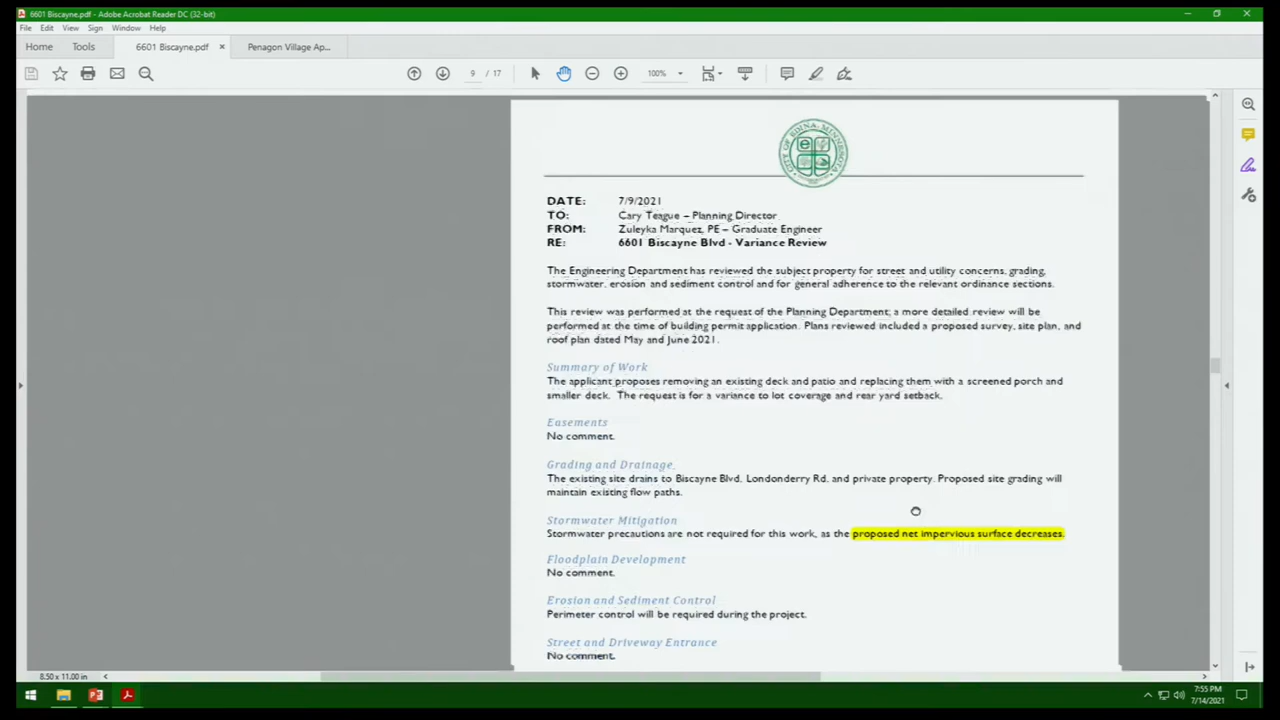 6601 Biscayne.pdf - Adobe Acrobat Reader DC (32-bit)
File Edit View Sign Window Help
Home Tools 6601 Biscayne.pdf × Penagon Village Ap...
9 / 17 100%
CITY OF EDINA, MINNESOTA
e
DATE: 7/9/2021
TO: Cary Teague – Planning Director
FROM: Zuleyka Marquez, PE – Graduate Engineer
RE: 6601 Biscayne Blvd - Variance Review
The Engineering Department has reviewed the subject property for street and utility concerns, grading,
stormwater, erosion and sediment control and for general adherence to the relevant ordinance sections.
This review was performed at the request of the Planning Department; a more detailed review will be
performed at the time of building permit application. Plans reviewed included a proposed survey, site plan, and
roof plan dated May and June 2021.
Summary of Work
The applicant proposes removing an existing deck and patio and replacing them with a screened porch and
smaller deck. The request is for a variance to lot coverage and rear yard setback.
Easements
No comment.
Grading and Drainage
The existing site drains to Biscayne Blvd, Londonderry Rd, and private property. Proposed site grading will
maintain existing flow paths.
Stormwater Mitigation
Stormwater precautions are not required for this work, as the proposed net impervious surface decreases.
Floodplain Development
No comment.
Erosion and Sediment Control
Perimeter control will be required during the project.
Street and Driveway Entrance
No comment.
8.50 x 11.00 in
7:55 PM
7/14/2021